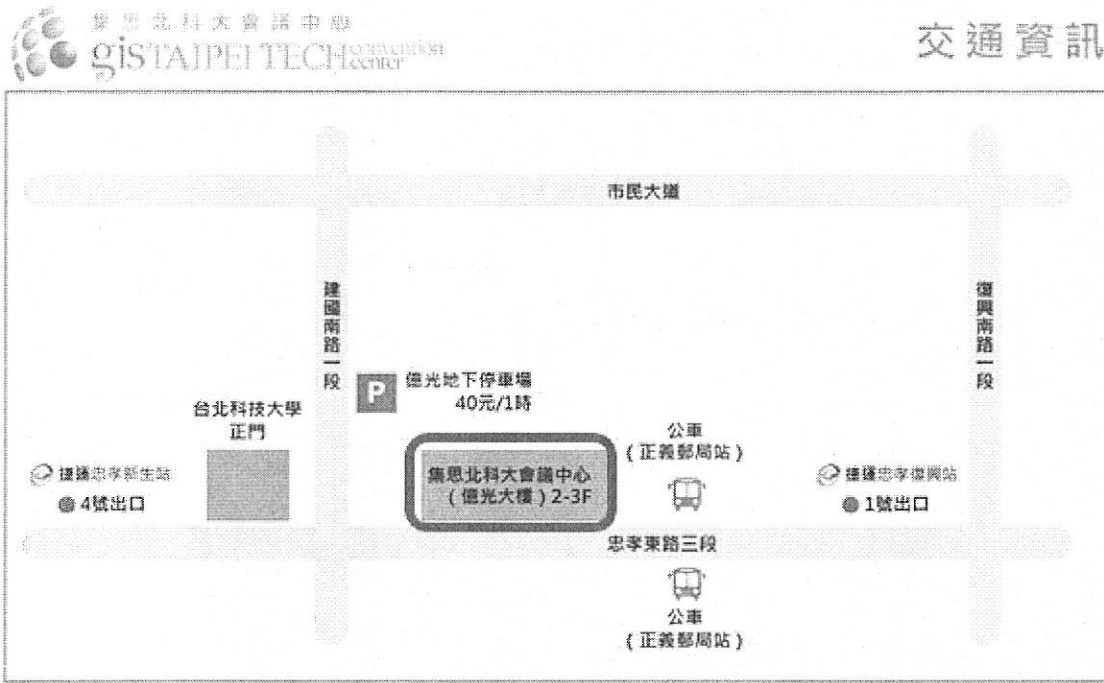 集思北科大會議中心
gisTAIPEI TECH convention center
交通資訊
市民大道
建國南路一段
復興南路一段
P
億光地下停車場
40元/1時
台北科技大學
正門
公車
(正義郵局站)
捷運忠孝新生站
4號出口
集思北科大會議中心
(億光大樓)2-3F
捷運忠孝復興站
1號出口
忠孝東路三段
公車
(正義郵局站)